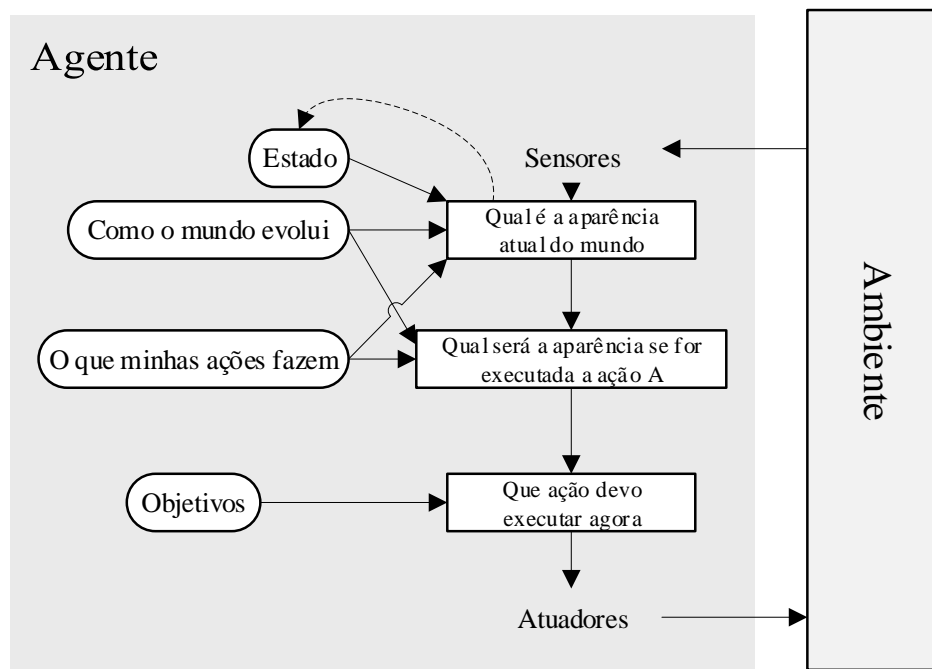 Agente
Estado
Sensores
Como o mundo evolui
Qual é a aparência
atual do mundo
O que minhas ações fazem
Qual será a aparência se for
executada a ação A
Objetivos
Que ação devo
executar agora
Atuadores
Ambiente